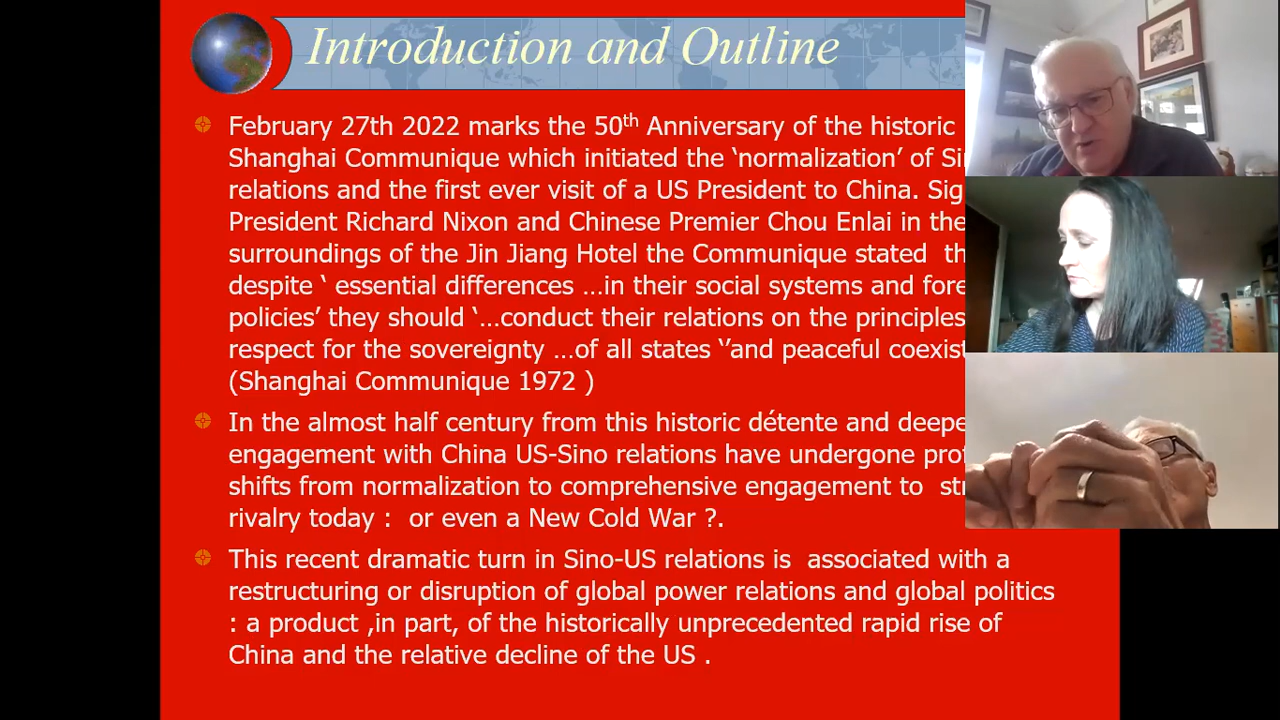 Introduction and Outline
February 27th 2022 marks the 50th Anniversary of the historic
Shanghai Communique which initiated the ‘normalization’ of
relations and the first ever visit of a US President to China.
President Richard Nixon and Chinese Premier Chou Enlai in the
surroundings of the Jin Jiang Hotel the Communique stated
despite ‘ essential differences …in their social systems and
policies’ they should ‘…conduct their relations on the principles
respect for the sovereignty …of all states ‘’and peaceful
(Shanghai Communique 1972 )
In the almost half century from this historic détente and
engagement with China US-Sino relations have undergone
shifts from normalization to comprehensive engagement to
rivalry today : or even a New Cold War ?.
This recent dramatic turn in Sino-US relations is associated with a
restructuring or disruption of global power relations and global politics
: a product ,in part, of the historically unprecedented rapid rise of
China and the relative decline of the US .